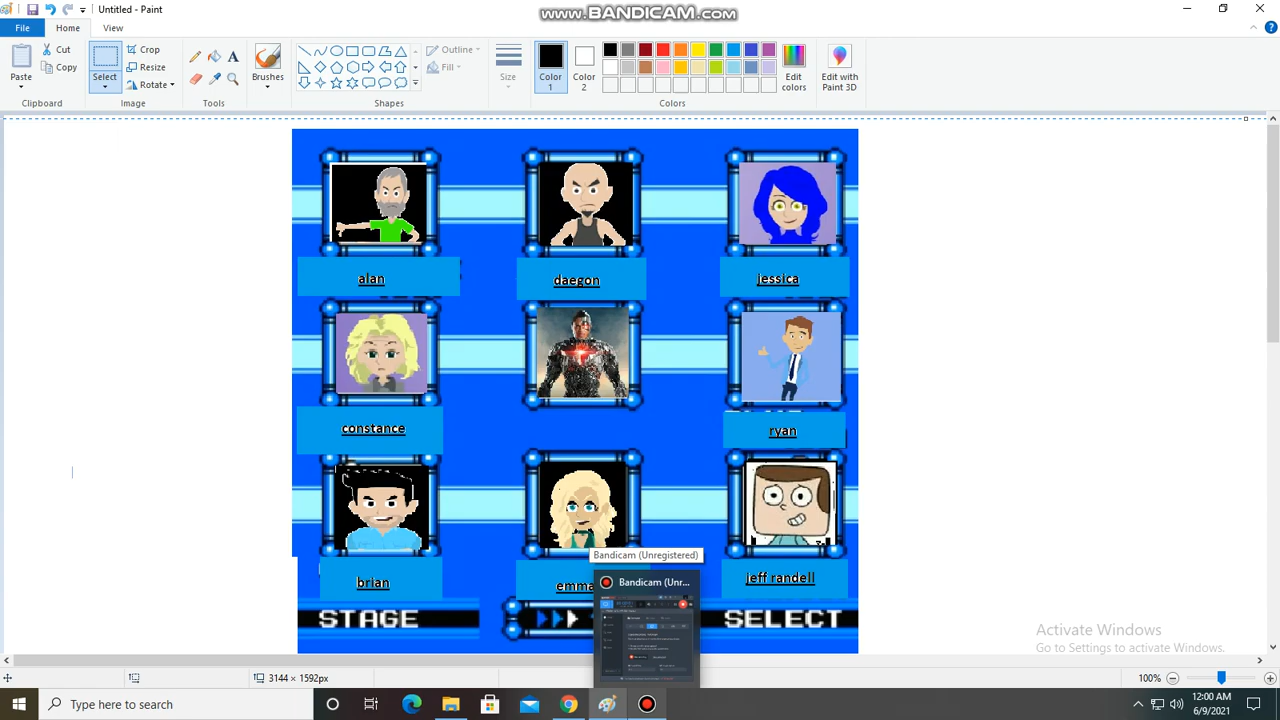 Untitled - Paint
www.BANDICAM.com
File
Home
View
Paste
Cut
Copy
Clipboard
Select
Crop
Resize
Rotate
Image
Tools
Brushes
Shapes
Outline
Fill
Size
Color 1
Color 2
Colors
Edit colors
Edit with Paint 3D
alan
daegon
jessica
constance
ryan
brian
emma
jeff randell
SELECT
Bandicam (Unregistered)
Bandicam (Unr...
Activate Windows
Go to Settings to activate Windows.
3144 × 1592px
100%
Type here to search
12:00 AM
6/9/2021